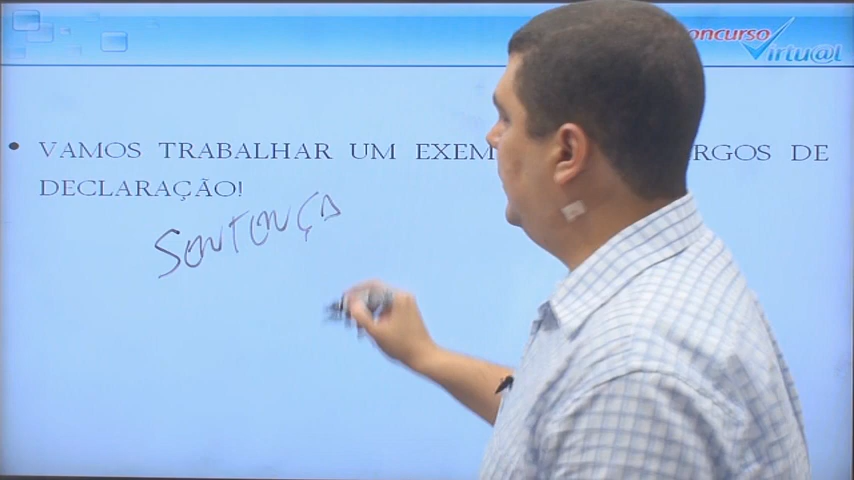 concurso
Virtu@l
• VAMOS TRABALHAR UM EXEM RGOS DE
DECLARAÇÃO!
SENTENÇA